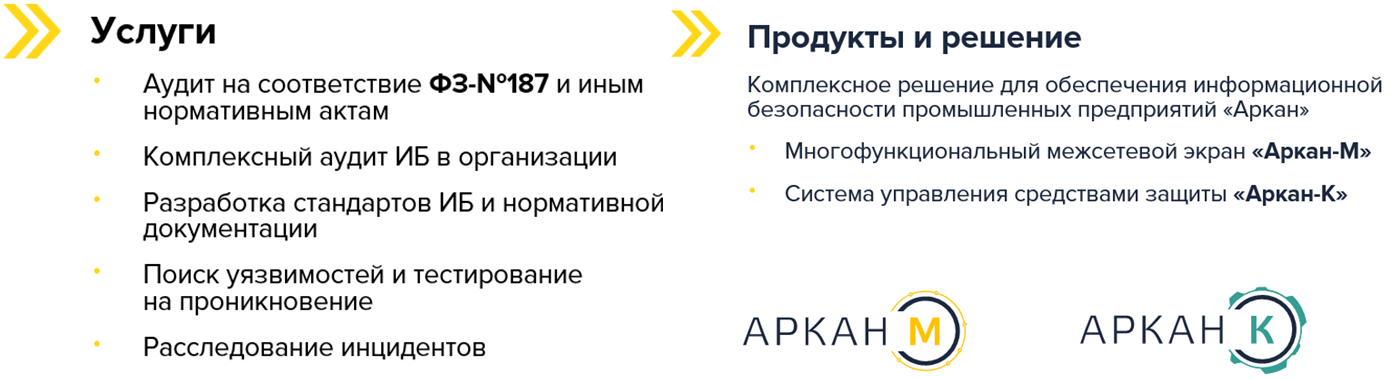 Услуги
Аудит на соответствие ФЗ-№187 и иным
нормативным актам
Комплексный аудит ИБ в организации
Разработка стандартов ИБ и нормативной
документации
Поиск уязвимостей и тестирование
на проникновение
Расследование инцидентов
Продукты и решение
Комплексное решение для обеспечения информационной
безопасности промышленных предприятий «Аркан»
Многофункциональный межсетевой экран «Аркан-М»
Система управления средствами защиты «Аркан-К»
АРКАН М
АРКАН К